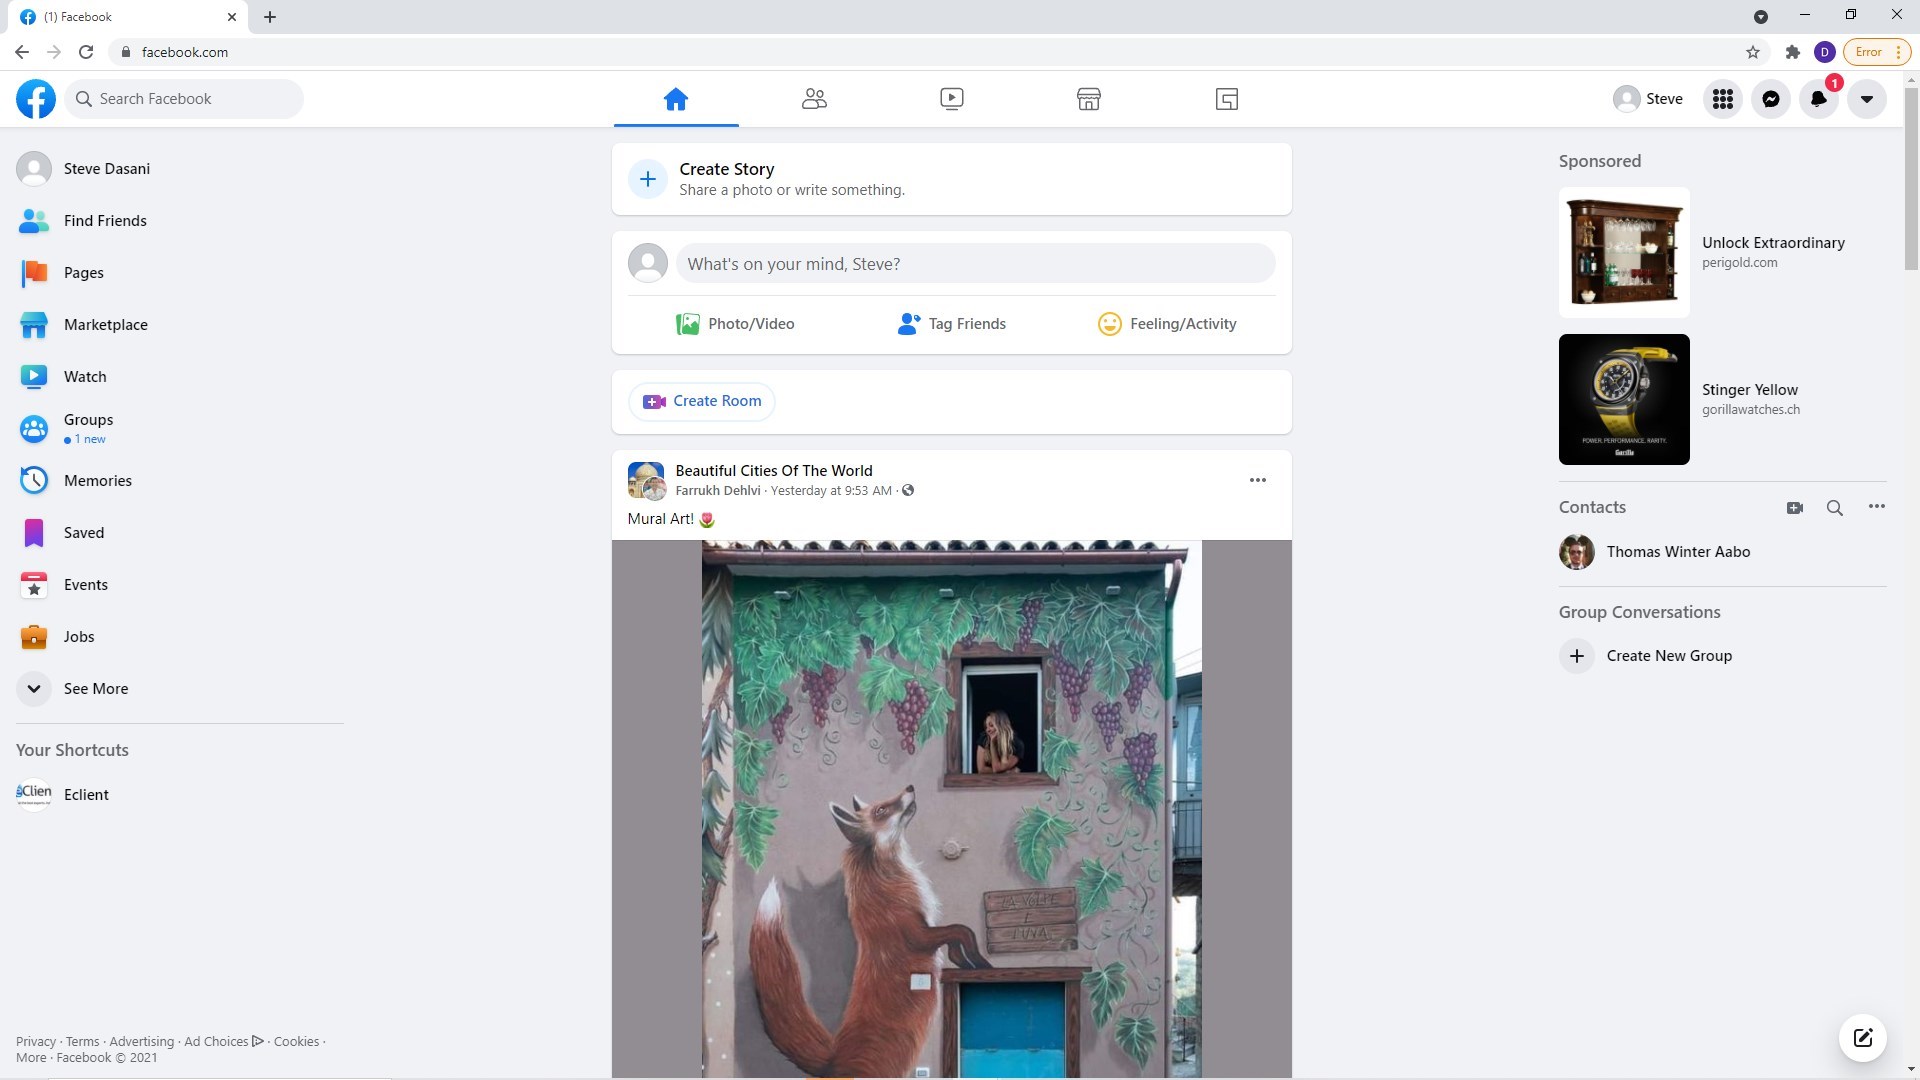 (1) Facebook
facebook.com
Error
Search Facebook
Steve
1
Steve Dasani
Find Friends
Pages
Marketplace
Watch
Groups
1 new
Memories
Saved
Events
Jobs
See More
Your Shortcuts
Eclient
Privacy · Terms · Advertising · Ad Choices · Cookies ·
More · Facebook © 2021
Create Story
Share a photo or write something.
What's on your mind, Steve?
Photo/Video
Tag Friends
Feeling/Activity
Create Room
Beautiful Cities Of The World
Farrukh Dehlvi · Yesterday at 9:53 AM ·
Mural Art!
LA VOLPE
E
LUVA
Sponsored
Unlock Extraordinary
perigold.com
POWER. PERFORMANCE. RARITY.
Gorilla
Stinger Yellow
gorillawatches.ch
Contacts
Thomas Winter Aabo
Group Conversations
Create New Group
D